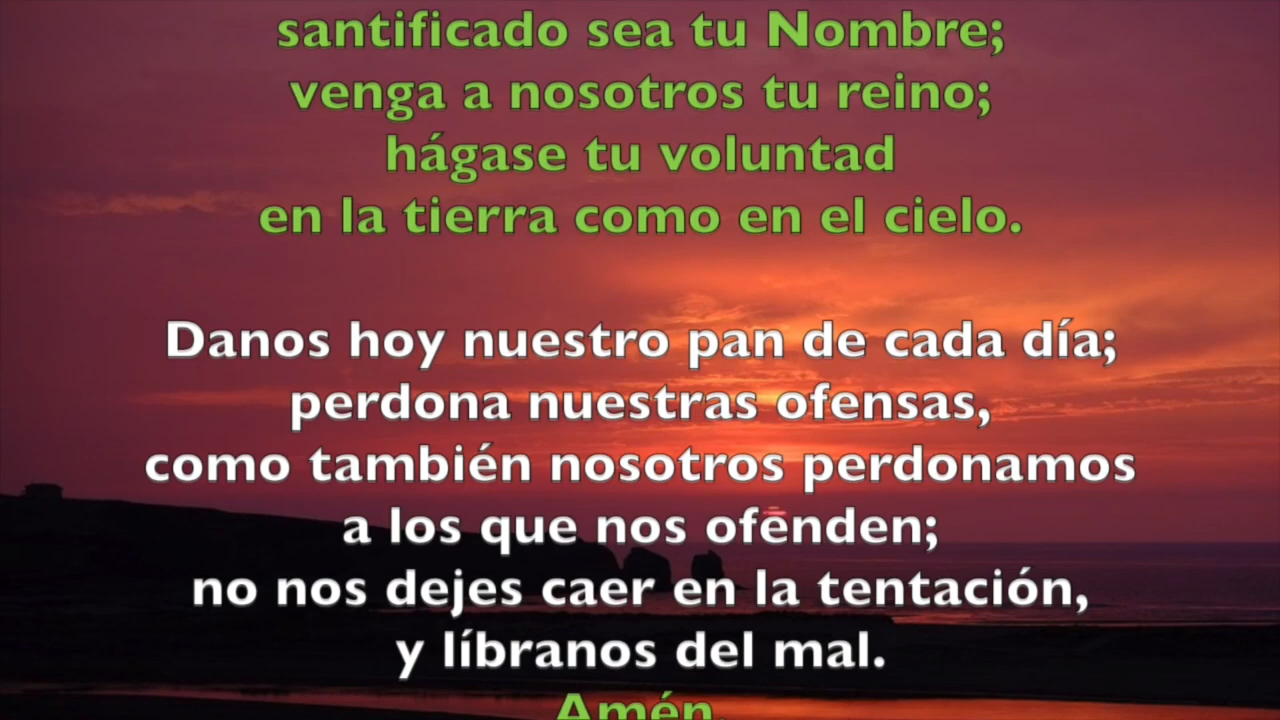 santificado sea tu Nombre;
venga a nosotros tu reino;
hágase tu voluntad
en la tierra como en el cielo.
Danos hoy nuestro pan de cada día;
perdona nuestras ofensas,
como también nosotros perdonamos
a los que nos ofenden;
no nos dejes caer en la tentación,
y líbranos del mal.
Amén.